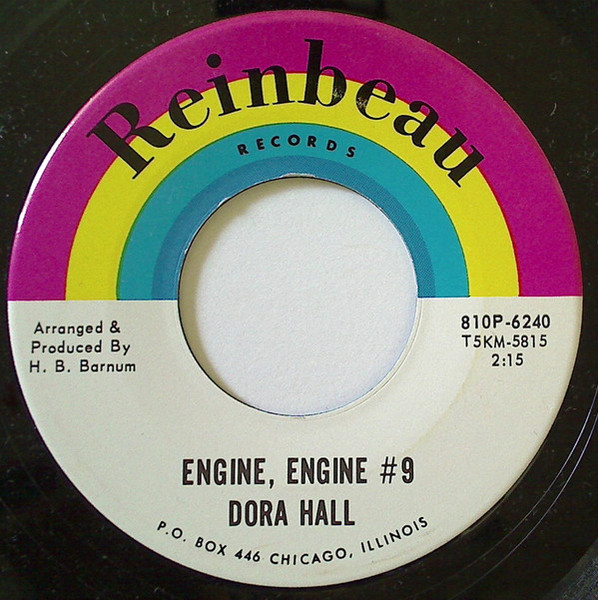 Reinbeau
RECORDS
Arranged &
Produced By
H. B. Barnum
810P-6240
T5KM-5815
2:15
ENGINE, ENGINE #9
DORA HALL
P.O. BOX 446 CHICAGO, ILLINOIS